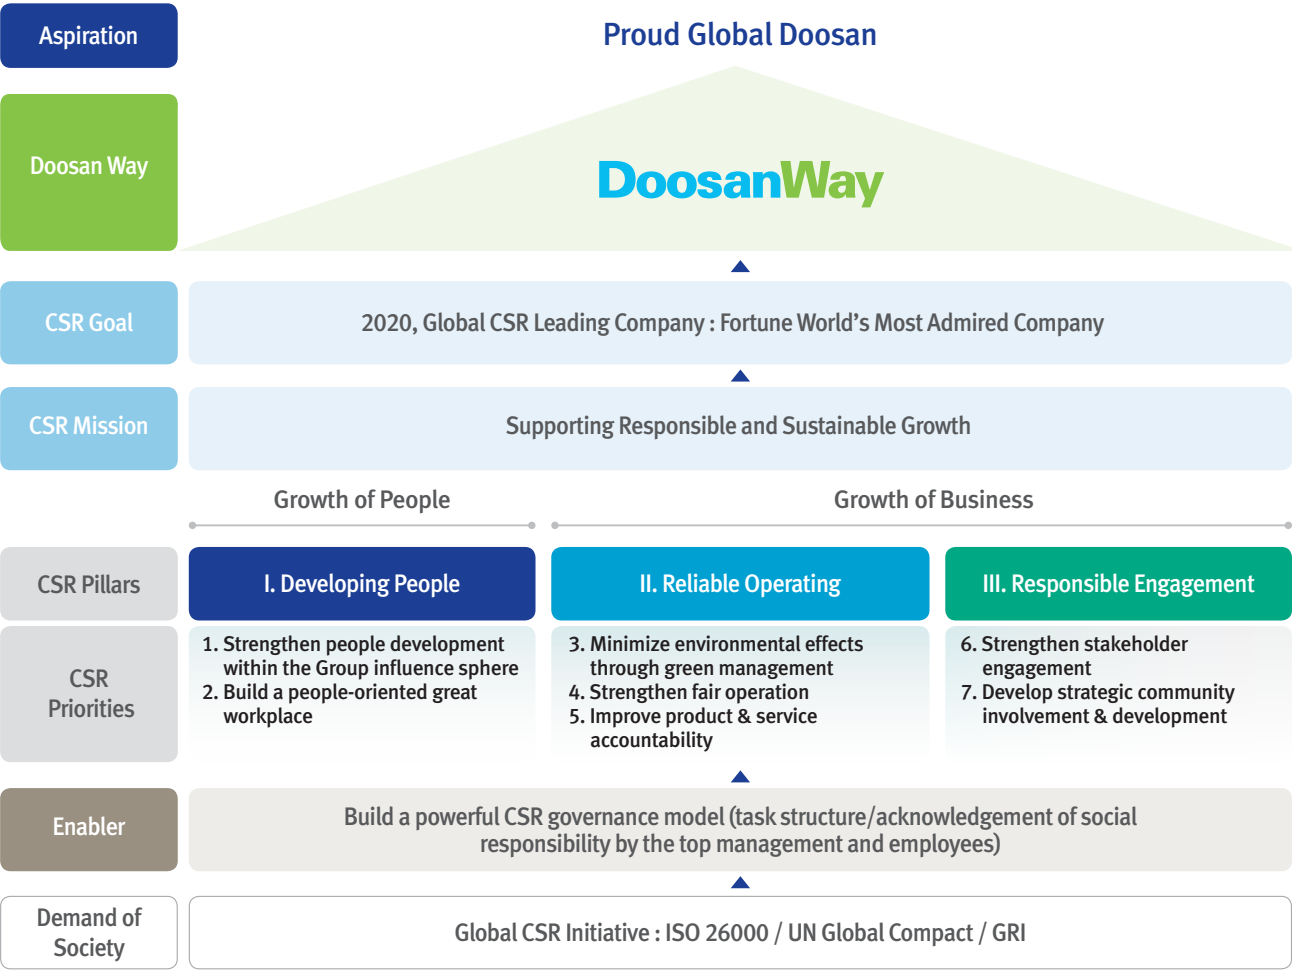 Aspiration
Proud Global Doosan
Doosan Way
DoosanWay
CSR Goal
2020, Global CSR Leading Company : Fortune World’s Most Admired Company
CSR Mission
Supporting Responsible and Sustainable Growth
Growth of People
Growth of Business
CSR Pillars
I. Developing People
II. Reliable Operating
III. Responsible Engagement
CSR
Priorities
1. Strengthen people development
within the Group influence sphere
2. Build a people-oriented great
workplace
3. Minimize environmental effects
through green management
4. Strengthen fair operation
5. Improve product & service
accountability
6. Strengthen stakeholder
engagement
7. Develop strategic community
involvement & development
Enabler
Build a powerful CSR governance model (task structure/acknowledgement of social
responsibility by the top management and employees)
Demand of
Society
Global CSR Initiative : ISO 26000 / UN Global Compact / GRI